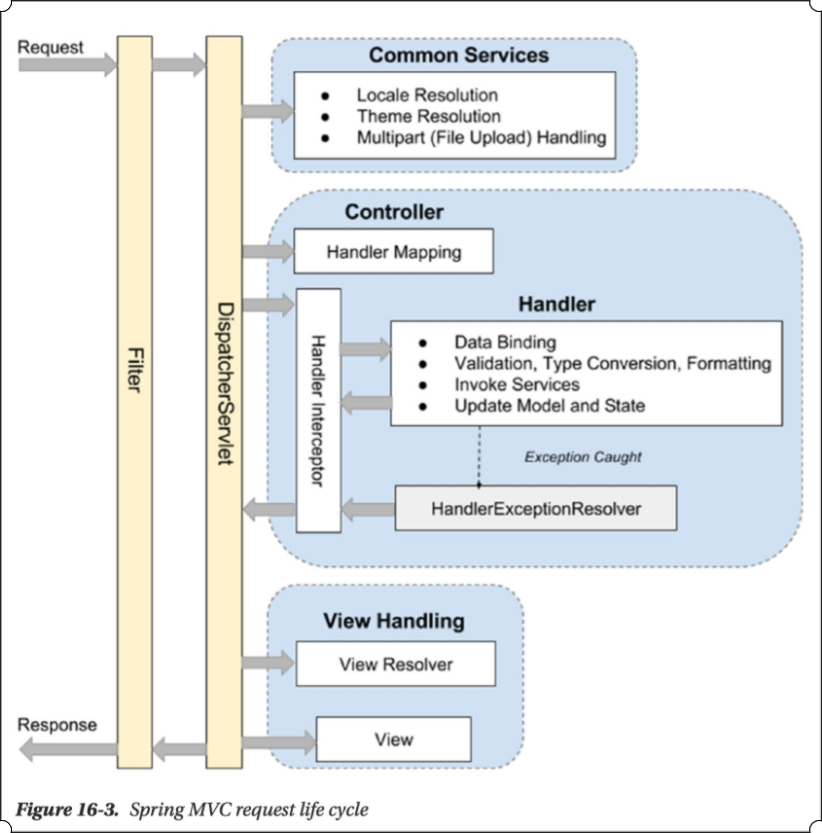 Request
Common Services
● Locale Resolution
● Theme Resolution
● Multipart (File Upload) Handling
Controller
Handler Mapping
Filter
DispatcherServlet
Handler Interceptor
Handler
● Data Binding
● Validation, Type Conversion, Formatting
● Invoke Services
● Update Model and State
Exception Caught
HandlerExceptionResolver
View Handling
View Resolver
Response
View
Figure 16-3. Spring MVC request life cycle